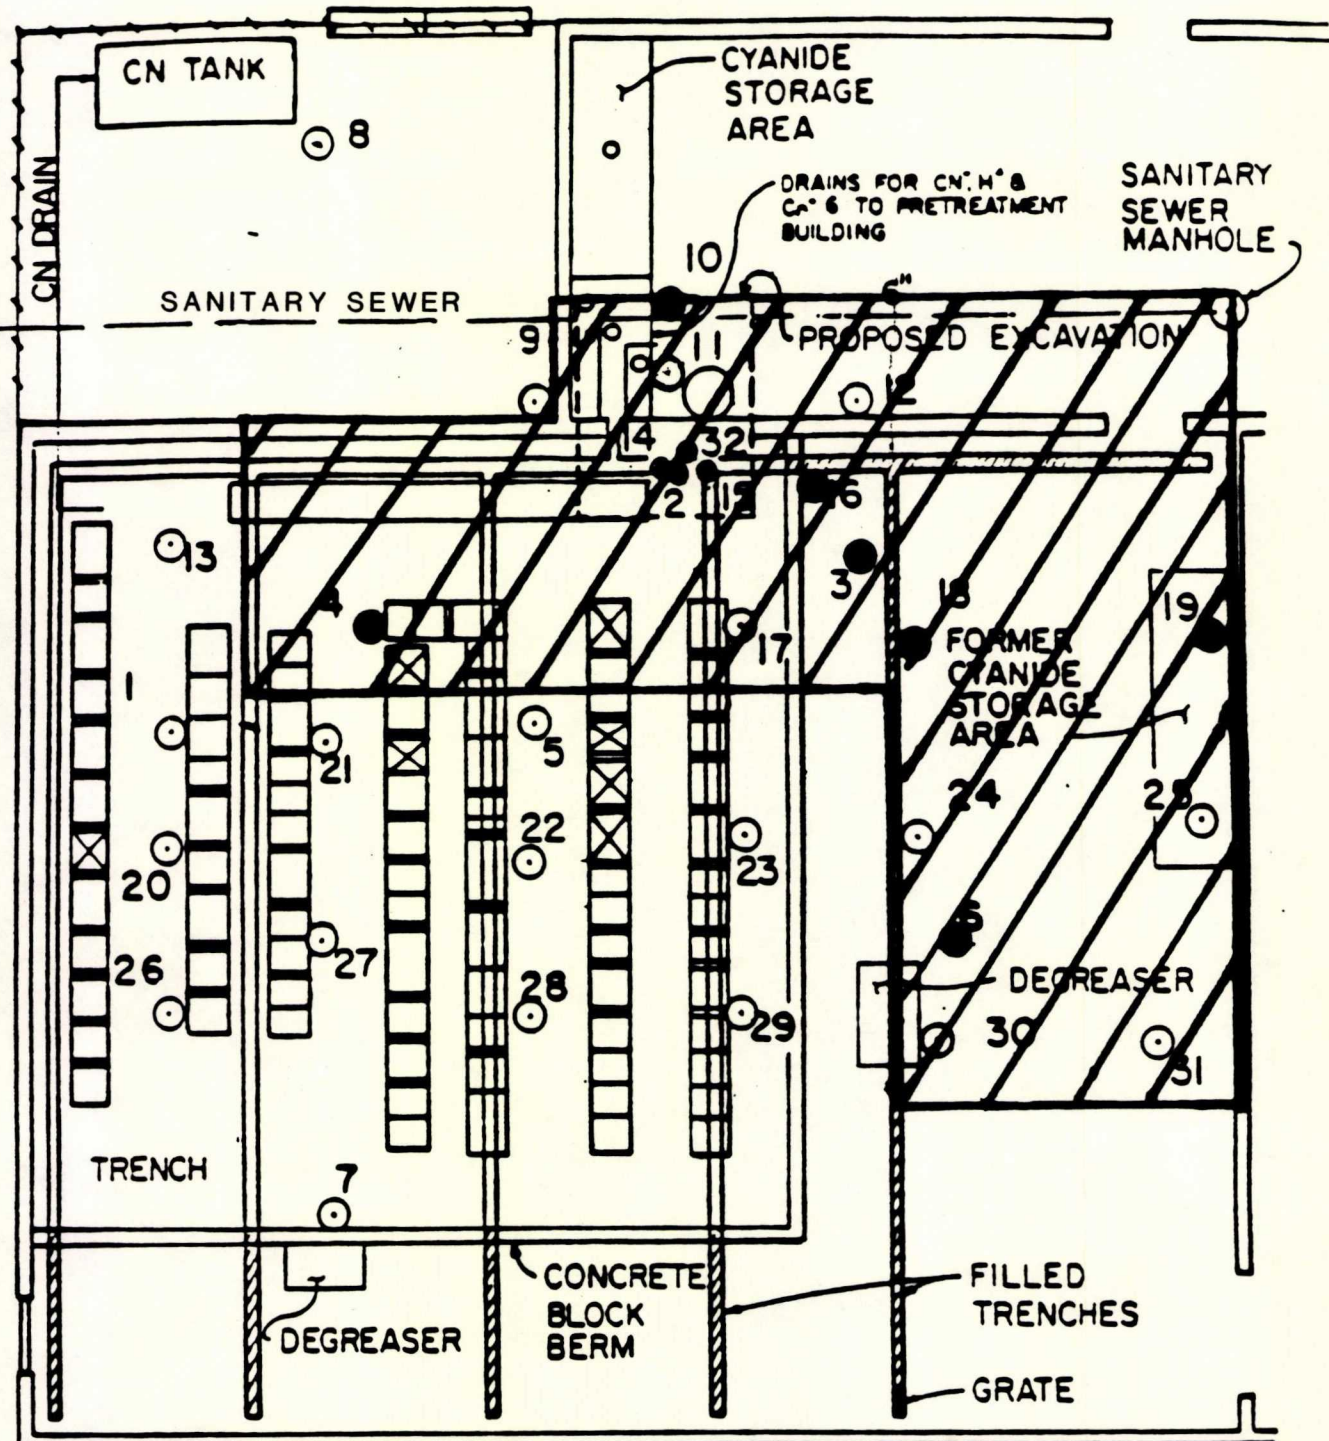 CN TANK
CYANIDE
STORAGE
AREA
8
CN DRAIN
DRAINS FOR CN⁻, H⁺ &
Cr⁺ 6 TO PRETREATMENT
BUILDING
SANITARY
SEWER
MANHOLE
10
6"
SANITARY SEWER
9
11
PROPOSED EXCAVATION
14
32
2
15
16
13
3
4
18
19
17
FORMER
CYANIDE
STORAGE
AREA
1
5
21
24
25
22
20
23
26
27
28
DEGREASER
29
30
31
TRENCH
7
CONCRETE
BLOCK
BERM
FILLED
TRENCHES
DEGREASER
GRATE